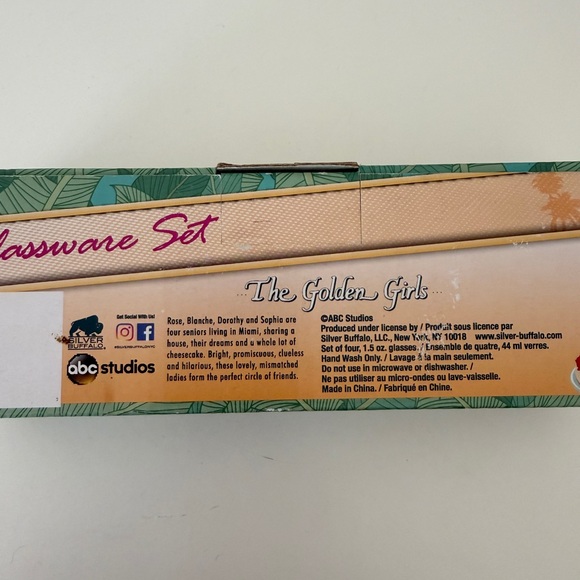 lassware Set
The Golden Girls
SILVER
BUFFALO
Get Social With Us!
#SILVERBUFFALONYC
abc studios
Rose, Blanche, Dorothy and Sophia are
four seniors living in Miami, sharing a
house, their dreams and a whole lot of
cheesecake. Bright, promiscuous, clueless
and hilarious, these lovely, mismatched
ladies form the perfect circle of friends.
©ABC Studios
Produced under license by / Produit sous licence par
Silver Buffalo, LLC., New York, NY 10018 www.silver-buffalo.com
Set of four, 1.5 oz. glasses. / Ensemble de quatre, 44 ml verres.
Hand Wash Only. / Lavage à la main seulement.
Do not use in microwave or dishwasher. /
Ne pas utiliser au micro-ondes ou lave-vaisselle.
Made in China. / Fabriqué en Chine.